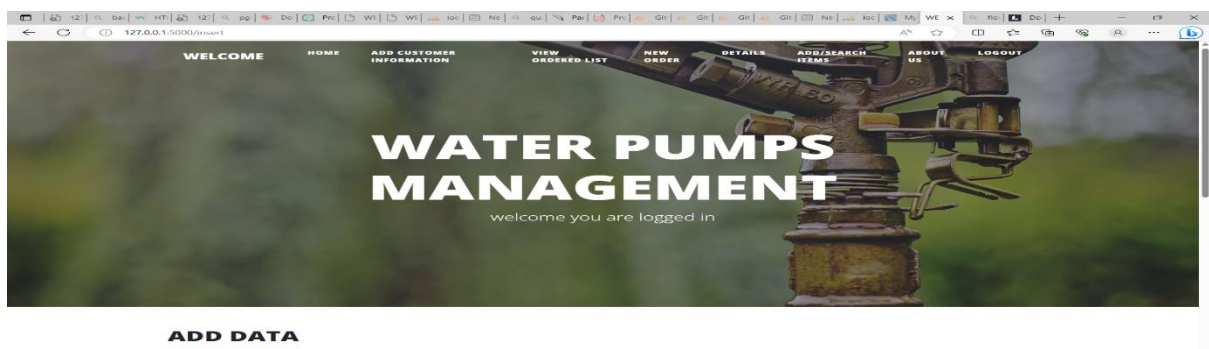 127.0.0.1:5000/insert
WELCOME
HOME
ADD CUSTOMER
INFORMATION
VIEW
ORDERED LIST
NEW
ORDER
DETAILS
ADD/SEARCH
ITEMS
ABOUT
US
LOGOUT
VYRBO
WATER PUMPS
MANAGEMENT
welcome you are logged in
ADD DATA